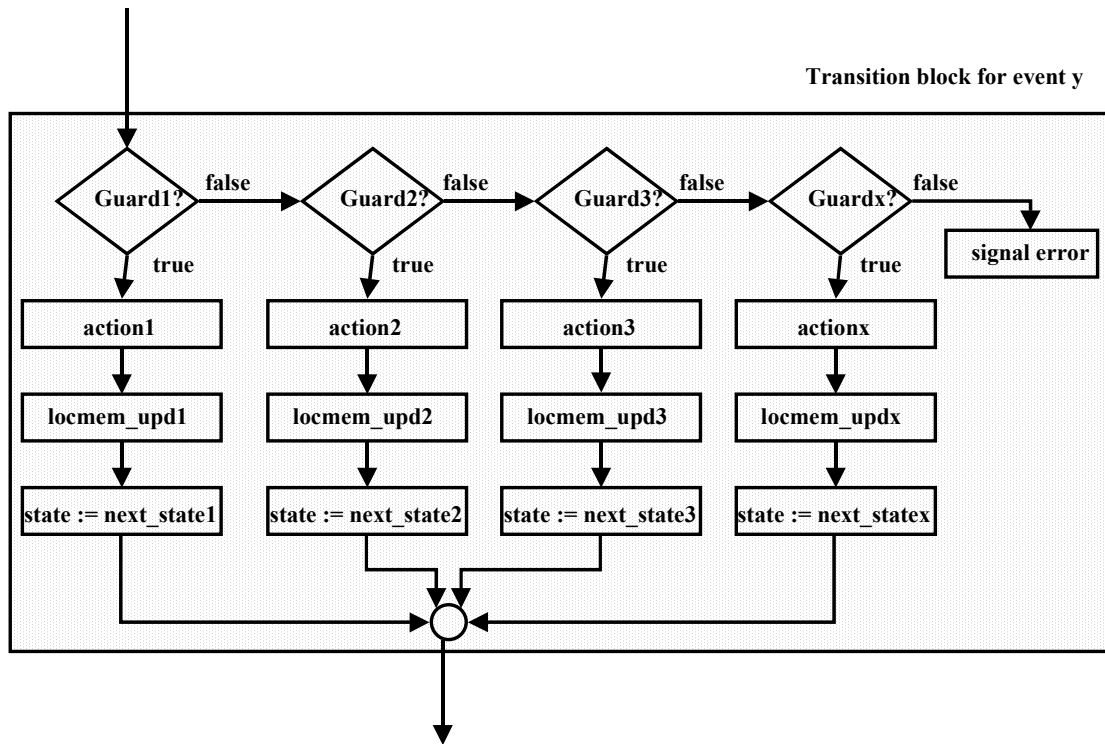 Transition block for event y
Guard1?
false
Guard2?
false
Guard3?
false
Guardx?
false
signal error
true
true
true
true
action1
action2
action3
actionx
locmem_upd1
locmem_upd2
locmem_upd3
locmem_updx
state := next_state1
state := next_state2
state := next_state3
state := next_statex